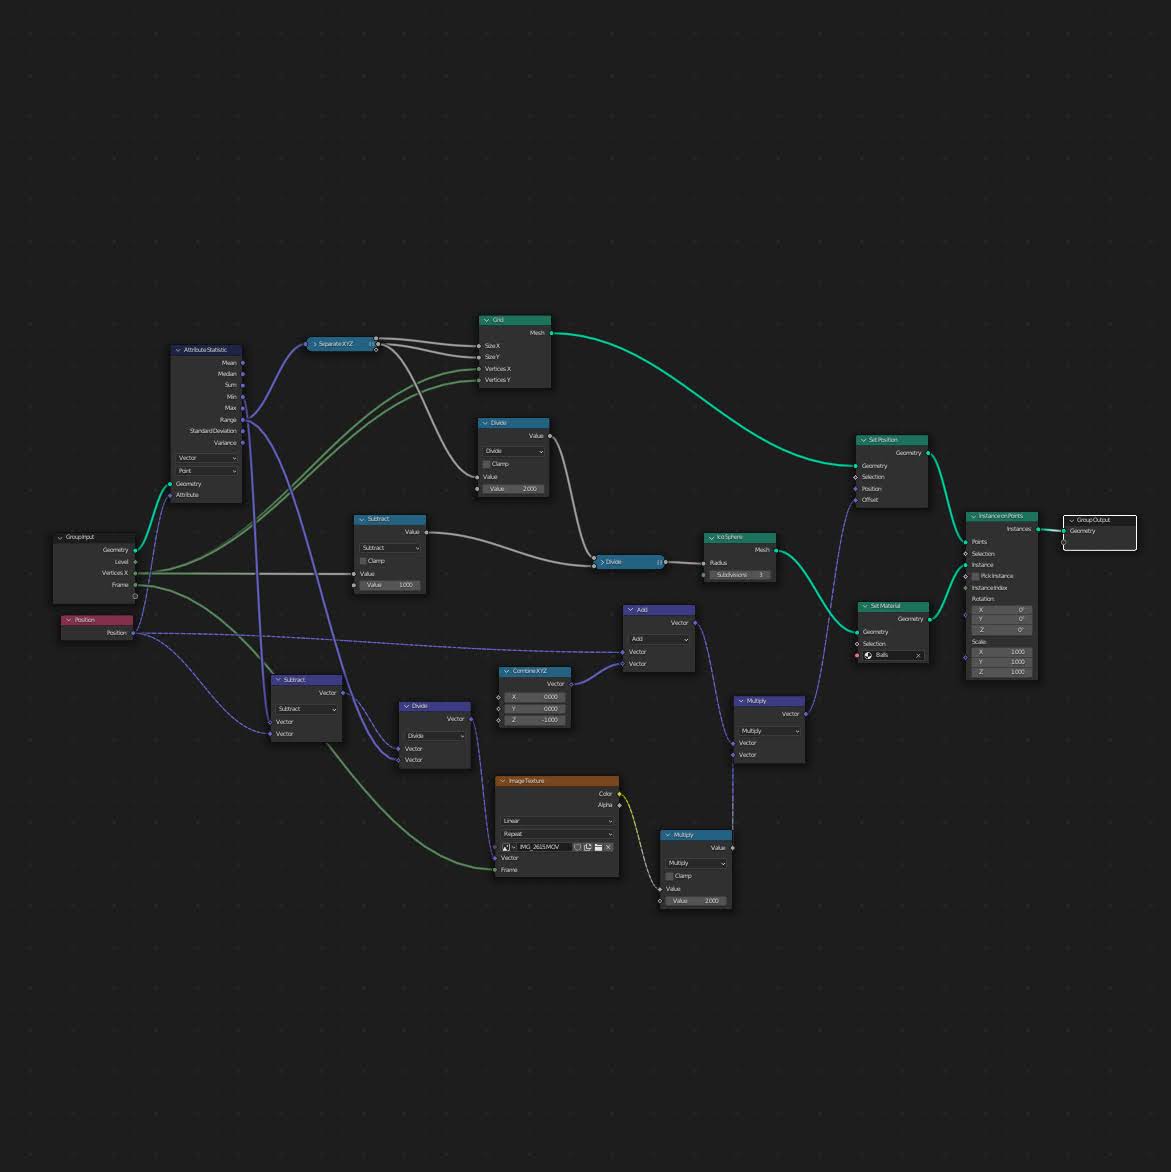 Group Input
Geometry
Level
Vertices X
Frame
Position
Position
Attribute Statistic
Mean
Median
Sum
Min
Max
Range
Standard Deviation
Variance
Vector
Point
Geometry
Attribute
Separate XYZ
Grid
Mesh
Size X
Size Y
Vertices X
Vertices Y
Divide
Value
Divide
Clamp
Value
Value 2.000
Subtract
Value
Subtract
Clamp
Value
Value 1.000
Divide
Ico Sphere
Mesh
Radius
Subdivisions 3
Subtract
Vector
Subtract
Vector
Vector
Divide
Vector
Divide
Vector
Vector
Combine XYZ
Vector
X 0.000
Y 0.000
Z -1.000
Add
Vector
Add
Vector
Vector
Image Texture
Color
Alpha
Linear
Repeat
IMG_2615.MOV
Vector
Frame
Multiply
Value
Multiply
Clamp
Value
Value 2.000
Multiply
Vector
Multiply
Vector
Vector
Set Position
Geometry
Geometry
Selection
Position
Offset
Set Material
Geometry
Geometry
Selection
Balls
Instance on Points
Instances
Points
Selection
Instance
Pick Instance
Instance Index
Rotation:
X 0°
Y 0°
Z 0°
Scale:
X 1.000
Y 1.000
Z 1.000
Group Output
Geometry